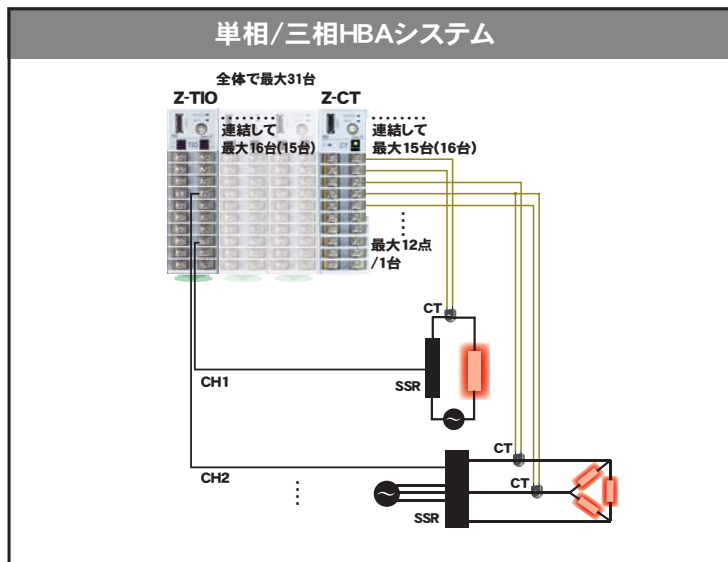 単相/三相HBAシステム
全体で最大31台
Z-TIO
Z-CT
連結して
最大16台(15台)
連結して
最大15台(16台)
TIO
CT
最大12点
/1台
CT
SSR
CH1
CT
CT
CH2
SSR